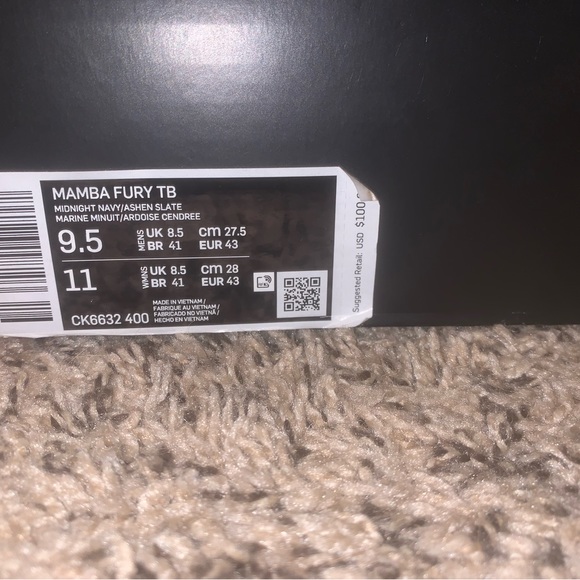 MAMBA FURY TB
MIDNIGHT NAVY/ASHEN SLATE
MARINE MINUIT/ARDOISE CENDREE
9.5 MENS UK 8.5 CM 27.5
BR 41 EUR 43
11 WMNS UK 8.5 CM 28
BR 41 EUR 43
MADE IN VIETNAM/
FABRIQUE AU VIETNAM/
FABRICADO NO VIETNÃ/
HECHO EN VIETNAM
CK6632 400
Suggested Retail: USD $100